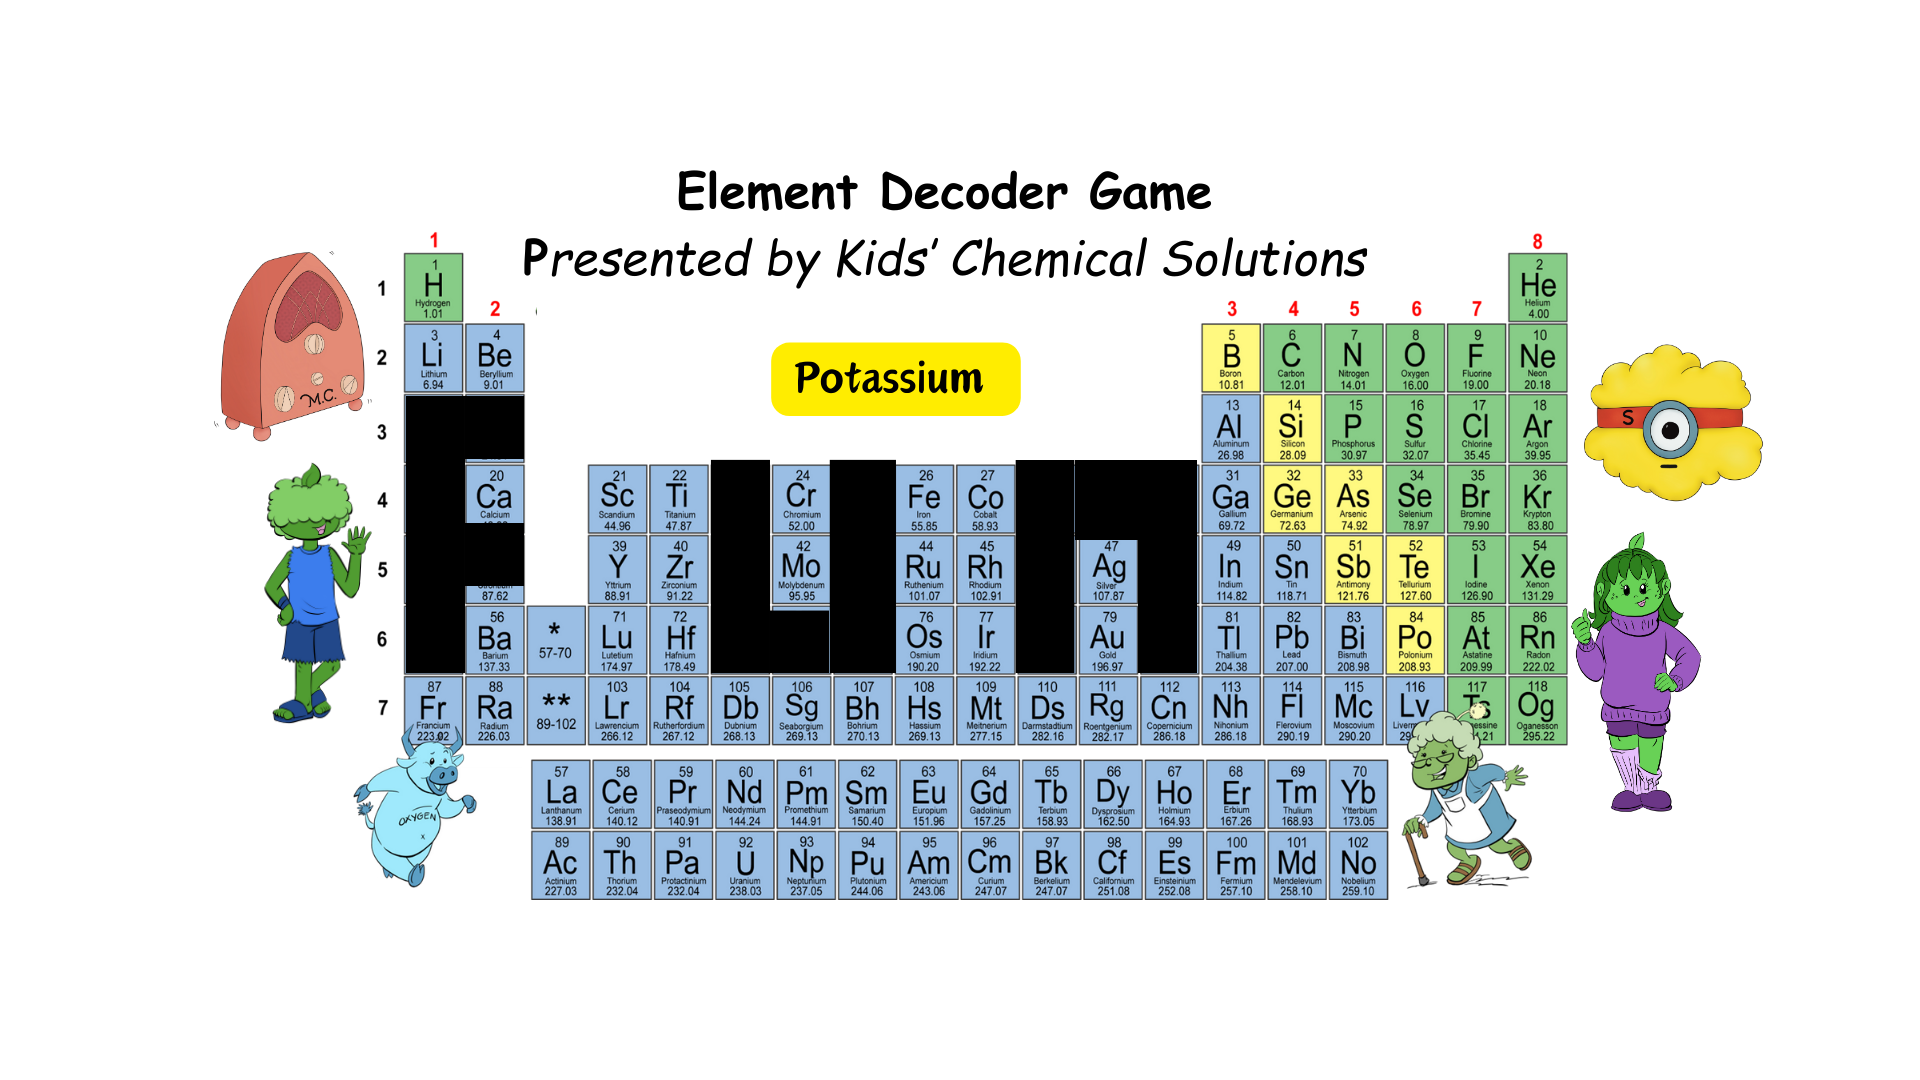 Element Decoder Game
Presented by Kids' Chemical Solutions
1 8
1 1 2
H He
Hydrogen Helium
1.01 4.00
2 3 4 5 6 7
2 3 4 5 6 7 8 9 10
Li Be B C N O F Ne
Lithium Beryllium Boron Carbon Nitrogen Oxygen Fluorine Neon
6.94 9.01 10.81 12.01 14.01 16.00 19.00 20.18
Potassium
3 13 14 15 16 17 18
Al Si P S Cl Ar
Aluminum Silicon Phosphorus Sulfur Chlorine Argon
26.98 28.09 30.97 32.07 35.45 39.95
4 20 21 22 24 26 27 31 32 33 34 35 36
Ca Sc Ti Cr Fe Co Ga Ge As Se Br Kr
Calcium Scandium Titanium Chromium Iron Cobalt Gallium Germanium Arsenic Selenium Bromine Krypton
44.96 47.87 52.00 55.85 58.93 69.72 72.63 74.92 78.97 79.90 83.80
5 39 40 42 44 45 47 49 50 51 52 53 54
Y Zr Mo Ru Rh Ag In Sn Sb Te I Xe
Yttrium Zirconium Molybdenum Ruthenium Rhodium Silver Indium Tin Antimony Tellurium Iodine Xenon
87.62 88.91 91.22 95.95 101.07 102.91 107.87 114.82 118.71 121.76 127.60 126.90 131.29
6 56 * 71 72 76 77 79 81 82 83 84 85 86
Ba 57-70 Lu Hf Os Ir Au Tl Pb Bi Po At Rn
Barium Lutetium Hafnium Osmium Iridium Gold Thallium Lead Bismuth Polonium Astatine Radon
137.33 174.97 178.49 190.20 192.22 196.97 204.38 207.00 208.98 208.93 209.99 222.02
7 87 88 ** 103 104 105 106 107 108 109 110 111 112 113 114 115 116 117 118
Fr Ra 89-102 Lr Rf Db Sg Bh Hs Mt Ds Rg Cn Nh Fl Mc Lv Ts Og
Francium Radium Lawrencium Rutherfordium Dubnium Seaborgium Bohrium Hassium Meitnerium Darmstadtium Roentgenium Copernicium Nihonium Flerovium Moscovium Oganesson
223.02 226.03 266.12 267.12 268.13 269.13 270.13 269.13 277.15 282.16 282.17 286.18 286.18 290.19 290.20 295.22
57 58 59 60 61 62 63 64 65 66 67 68 69 70
La Ce Pr Nd Pm Sm Eu Gd Tb Dy Ho Er Tm Yb
Lanthanum Cerium Praseodymium Neodymium Promethium Samarium Europium Gadolinium Terbium Dysprosium Holmium Erbium Thulium Ytterbium
138.91 140.12 140.91 144.24 144.91 150.40 151.96 157.25 158.93 162.50 164.93 167.26 168.93 173.05
89 90 91 92 93 94 95 96 97 98 99 100 101 102
Ac Th Pa U Np Pu Am Cm Bk Cf Es Fm Md No
Actinium Thorium Protactinium Uranium Neptunium Plutonium Americium Curium Berkelium Californium Einsteinium Fermium Mendelevium Nobelium
227.03 232.04 232.04 238.03 237.05 244.06 243.06 247.07 247.07 251.08 252.08 257.10 258.10 259.10
M.C.
S
OXYGEN
x